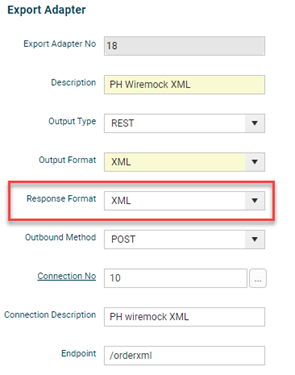 Export Adapter
Export Adapter No 18
Description PH Wiremock XML
Output Type REST
Output Format XML
Response Format XML
Outbound Method POST
Connection No 10 ...
Connection Description PH wiremock XML
Endpoint /orderxml